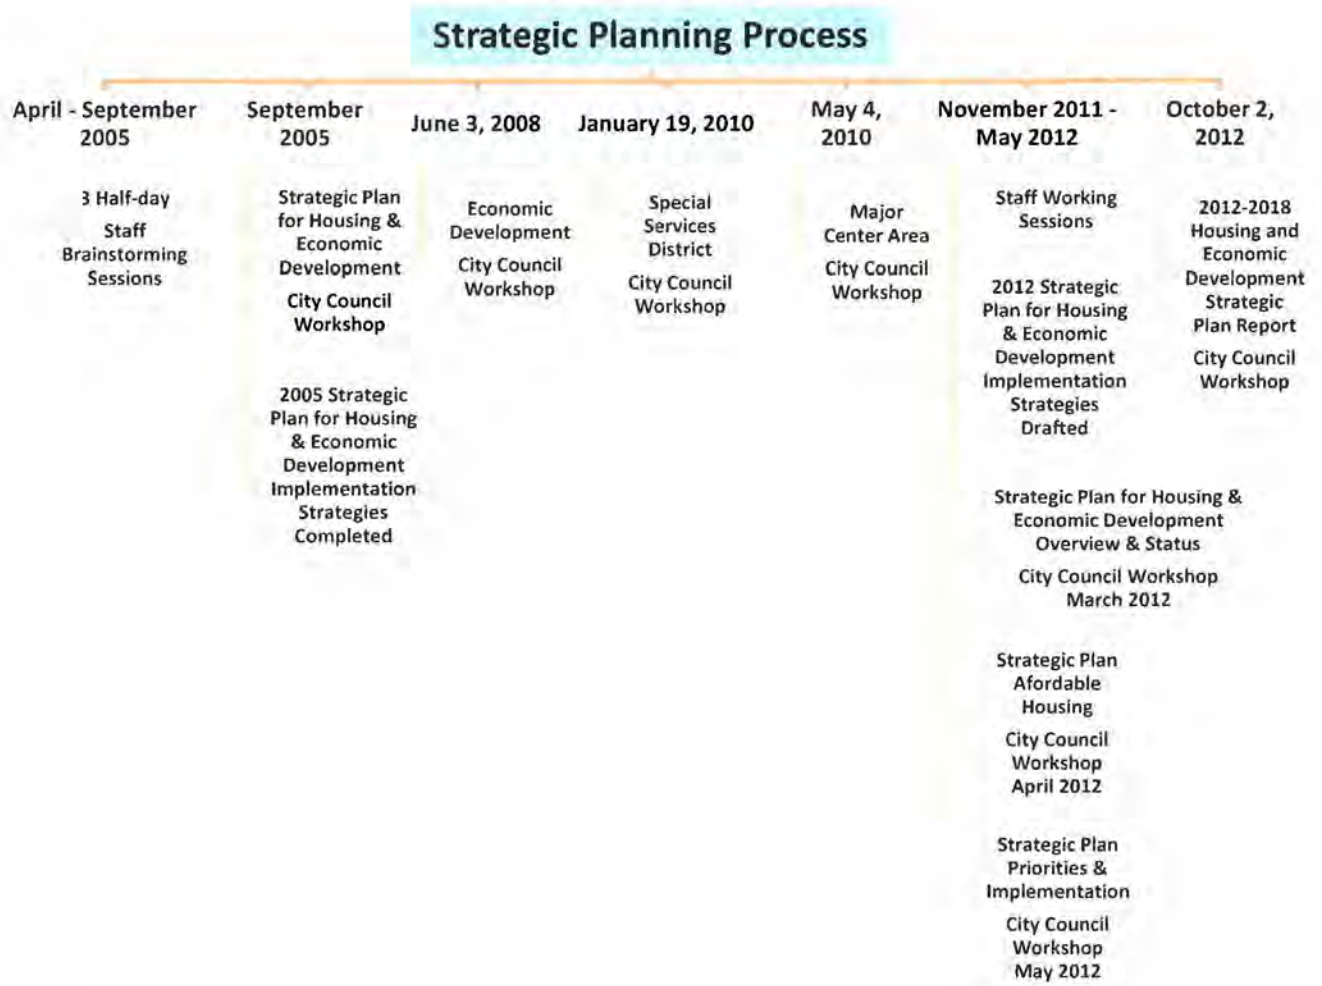 Strategic Planning Process
April - September
2005
3 Half-day
Staff
Brainstorming
Sessions
September
2005
Strategic Plan
for Housing &
Economic
Development
City Council
Workshop
2005 Strategic
Plan for Housing
& Economic
Development
Implementation
Strategies
Completed
June 3, 2008
Economic
Development
City Council
Workshop
January 19, 2010
Special
Services
District
City Council
Workshop
May 4,
2010
Major
Center Area
City Council
Workshop
November 2011 -
May 2012
Staff Working
Sessions
2012 Strategic
Plan for Housing
& Economic
Development
Implementation
Strategies
Drafted
Strategic Plan for Housing &
Economic Development
Overview & Status
City Council Workshop
March 2012
Strategic Plan
Afordable
Housing
City Council
Workshop
April 2012
Strategic Plan
Priorities &
Implementation
City Council
Workshop
May 2012
October 2,
2012
2012-2018
Housing and
Economic
Development
Strategic
Plan Report
City Council
Workshop